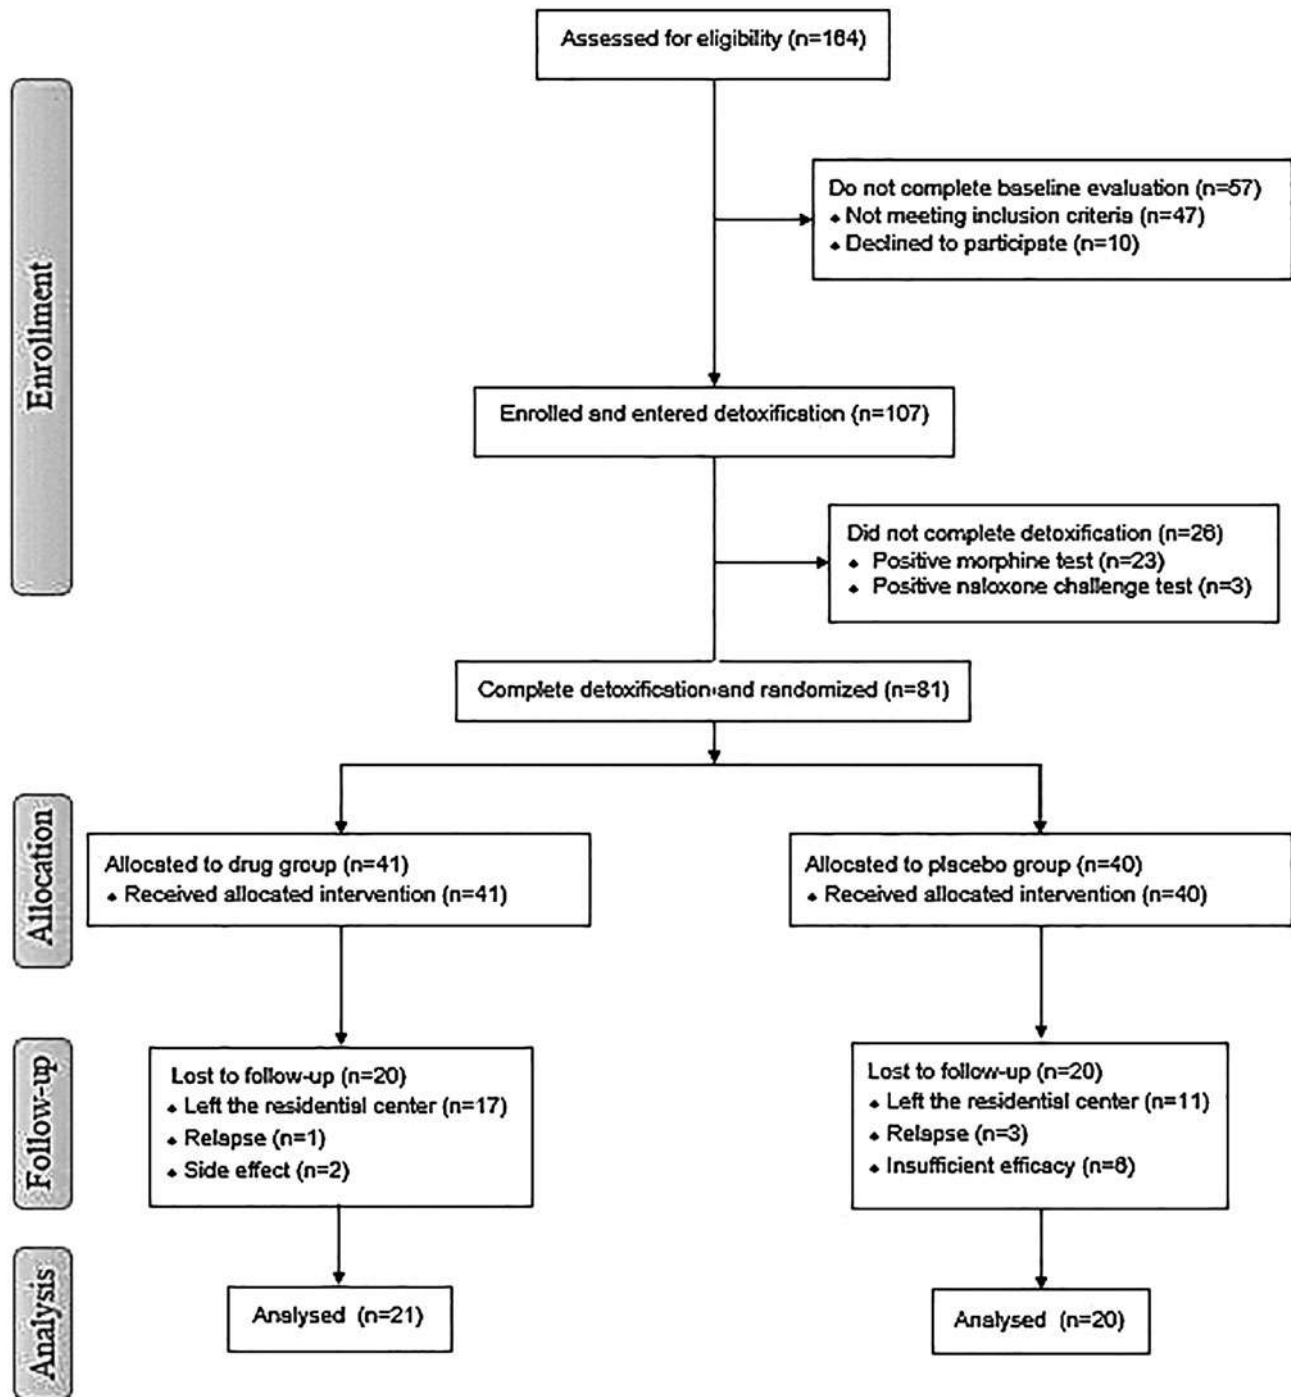 Assessed for eligibility (n=164)
Enrollment
Do not complete baseline evaluation (n=57)
♦ Not meeting inclusion criteria (n=47)
♦ Declined to participate (n=10)
Enrolled and entered detoxification (n=107)
Did not complete detoxification (n=26)
♦ Positive morphine test (n=23)
♦ Positive naloxone challenge test (n=3)
Complete detoxification and randomized (n=81)
Allocation
Allocated to drug group (n=41)
♦ Received allocated intervention (n=41)
Allocated to placebo group (n=40)
♦ Received allocated intervention (n=40)
Follow-up
Lost to follow-up (n=20)
♦ Left the residential center (n=17)
♦ Relapse (n=1)
♦ Side effect (n=2)
Lost to follow-up (n=20)
♦ Left the residential center (n=11)
♦ Relapse (n=3)
♦ Insufficient efficacy (n=6)
Analysis
Analysed (n=21)
Analysed (n=20)